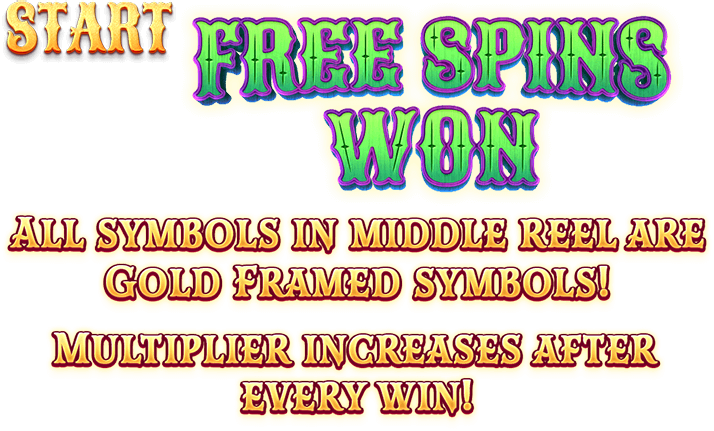 START
FREE SPINS
WON
ALL SYMBOLS IN MIDDLE REEL ARE
GOLD FRAMED SYMBOLS!
MULTIPLIER INCREASES AFTER
EVERY WIN!